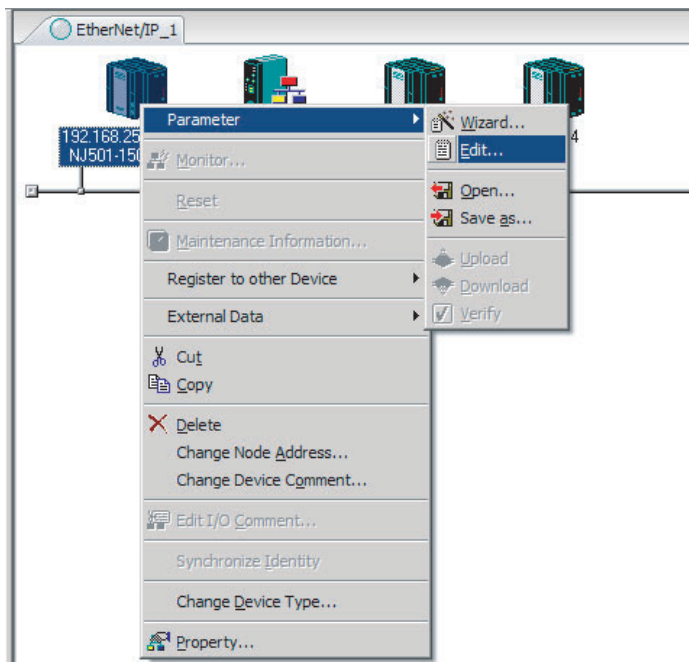 EtherNet/IP_1
192.168.25
NJ501-150
4
Parameter
Monitor...
Reset
Maintenance Information...
Register to other Device
External Data
Cut
Copy
Delete
Change Node Address...
Change Device Comment...
Edit I/O Comment...
Synchronize Identity
Change Device Type...
Property...
Wizard...
Edit...
Open...
Save as...
Upload
Download
Verify